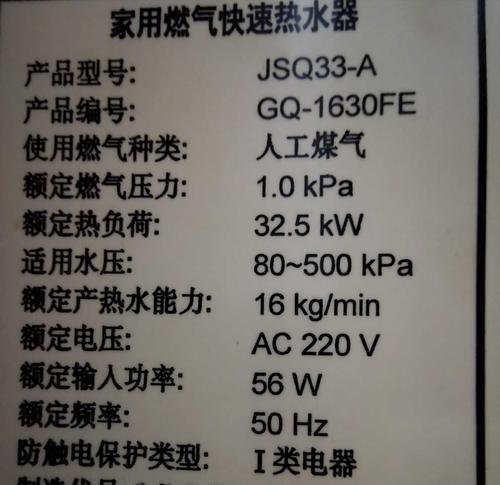 家用燃气快速热水器
产品型号: JSQ33-A
产品编号: GQ-1630FE
使用燃气种类: 人工煤气
额定燃气压力: 1.0 kPa
额定热负荷: 32.5 kW
适用水压: 80~500 kPa
额定产热水能力: 16 kg/min
额定电压: AC 220 V
额定输入功率: 56 W
额定频率: 50 Hz
防触电保护类型: I 类电器